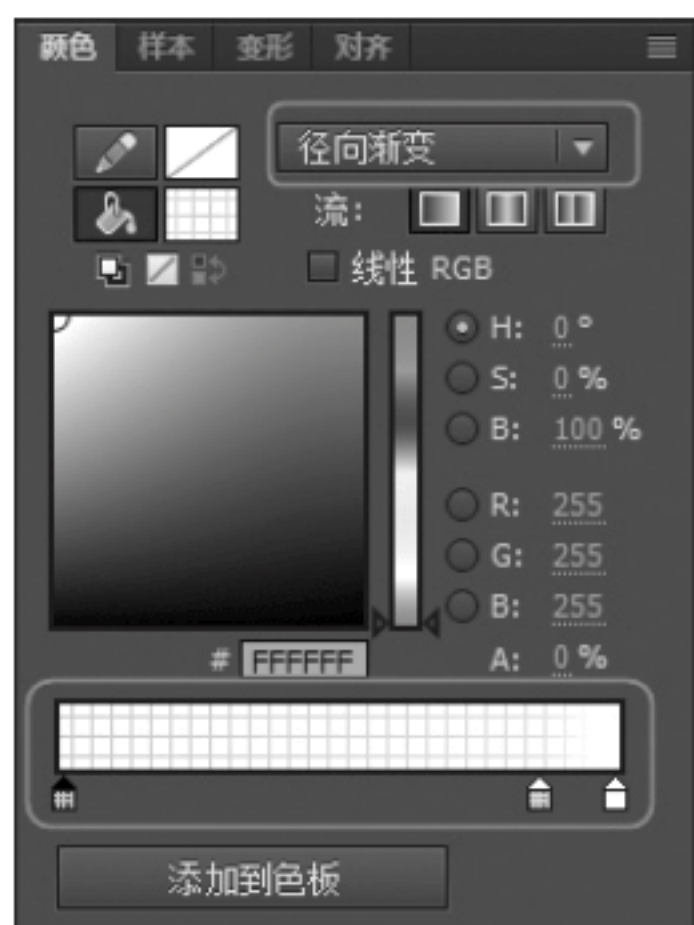 颜色 样本 变形 对齐
径向渐变
流:
线性 RGB
H: 0 °
S: 0 %
B: 100 %
R: 255
G: 255
B: 255
# FFFFFF A: 0 %
添加到色板